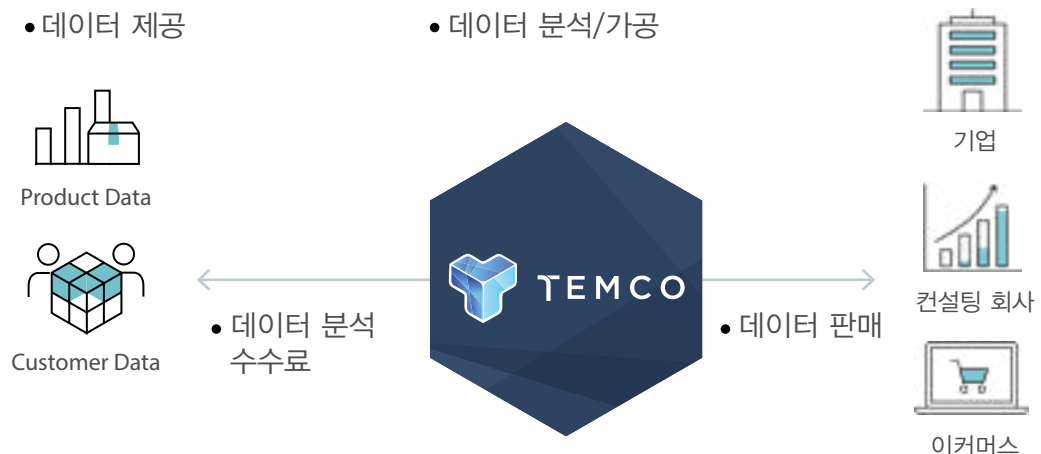 • 데이터 제공
• 데이터 분석/가공
Product Data
Customer Data
• 데이터 분석
수수료
TEMCO
• 데이터 판매
기업
컨설팅 회사
이커머스